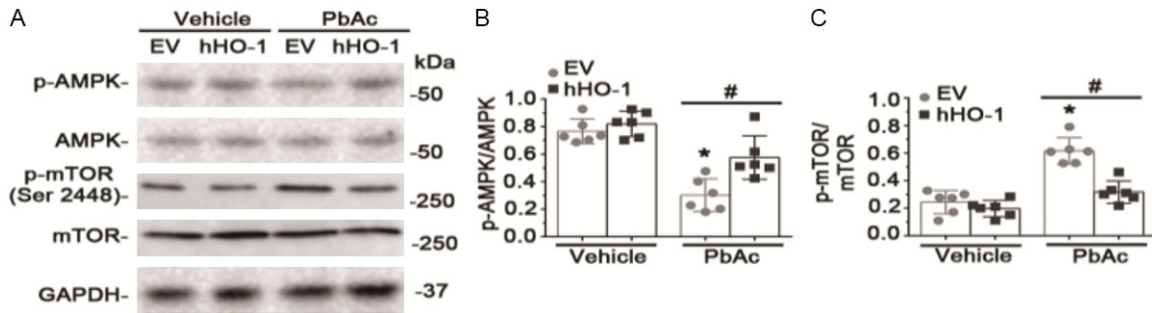 A
Vehicle PbAc
EV hHO-1 EV hHO-1
kDa
p-AMPK-
-50
AMPK-
-50
p-mTOR
(Ser 2448)-
-250
mTOR-
-250
GAPDH-
-37
B
EV
hHO-1
p-AMPK/AMPK
1.0
0.8
0.6
0.4
0.2
0.0
*
#
Vehicle PbAc
C
EV
hHO-1
p-mTOR/
mTOR
1.0
0.8
0.6
0.4
0.2
0.0
*
#
Vehicle PbAc